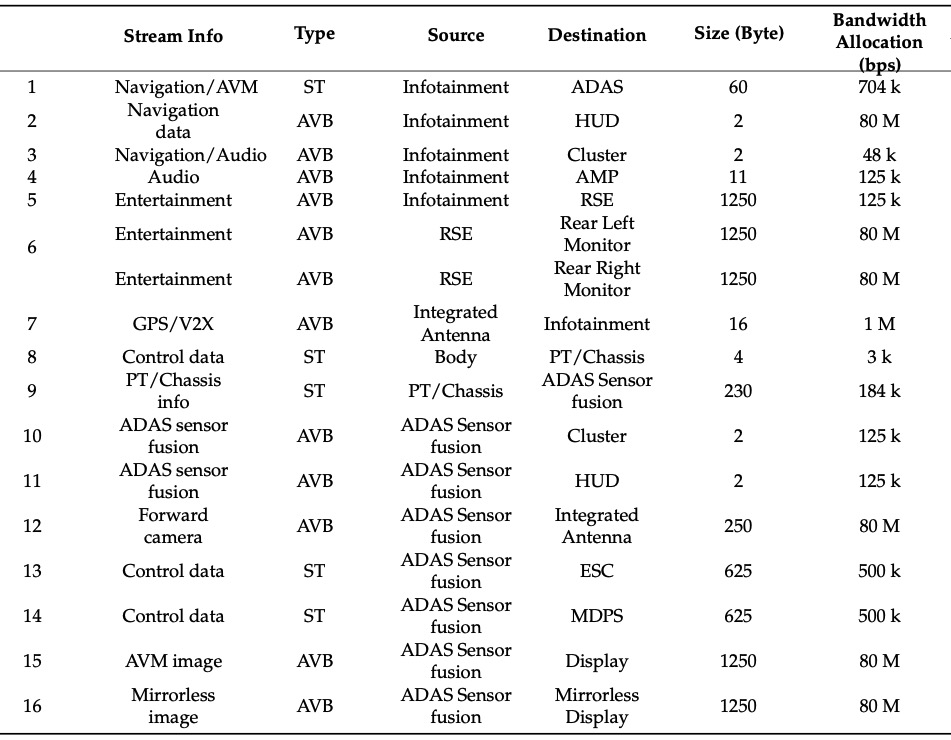 Stream Info Type Source Destination Size (Byte) Bandwidth Allocation (bps)
1 Navigation/AVM ST Infotainment ADAS 60 704 k
2 Navigation data AVB Infotainment HUD 2 80 M
3 Navigation/Audio AVB Infotainment Cluster 2 48 k
4 Audio AVB Infotainment AMP 11 125 k
5 Entertainment AVB Infotainment RSE 1250 125 k
6 Entertainment AVB RSE Rear Left Monitor 1250 80 M
Entertainment AVB RSE Rear Right Monitor 1250 80 M
7 GPS/V2X AVB Integrated Antenna Infotainment 16 1 M
8 Control data ST Body PT/Chassis 4 3 k
9 PT/Chassis info ST PT/Chassis ADAS Sensor fusion 230 184 k
10 ADAS sensor fusion AVB ADAS Sensor fusion Cluster 2 125 k
11 ADAS sensor fusion AVB ADAS Sensor fusion HUD 2 125 k
12 Forward camera AVB ADAS Sensor fusion Integrated Antenna 250 80 M
13 Control data ST ADAS Sensor fusion ESC 625 500 k
14 Control data ST ADAS Sensor fusion MDPS 625 500 k
15 AVM image AVB ADAS Sensor fusion Display 1250 80 M
16 Mirrorless image AVB ADAS Sensor fusion Mirrorless Display 1250 80 M